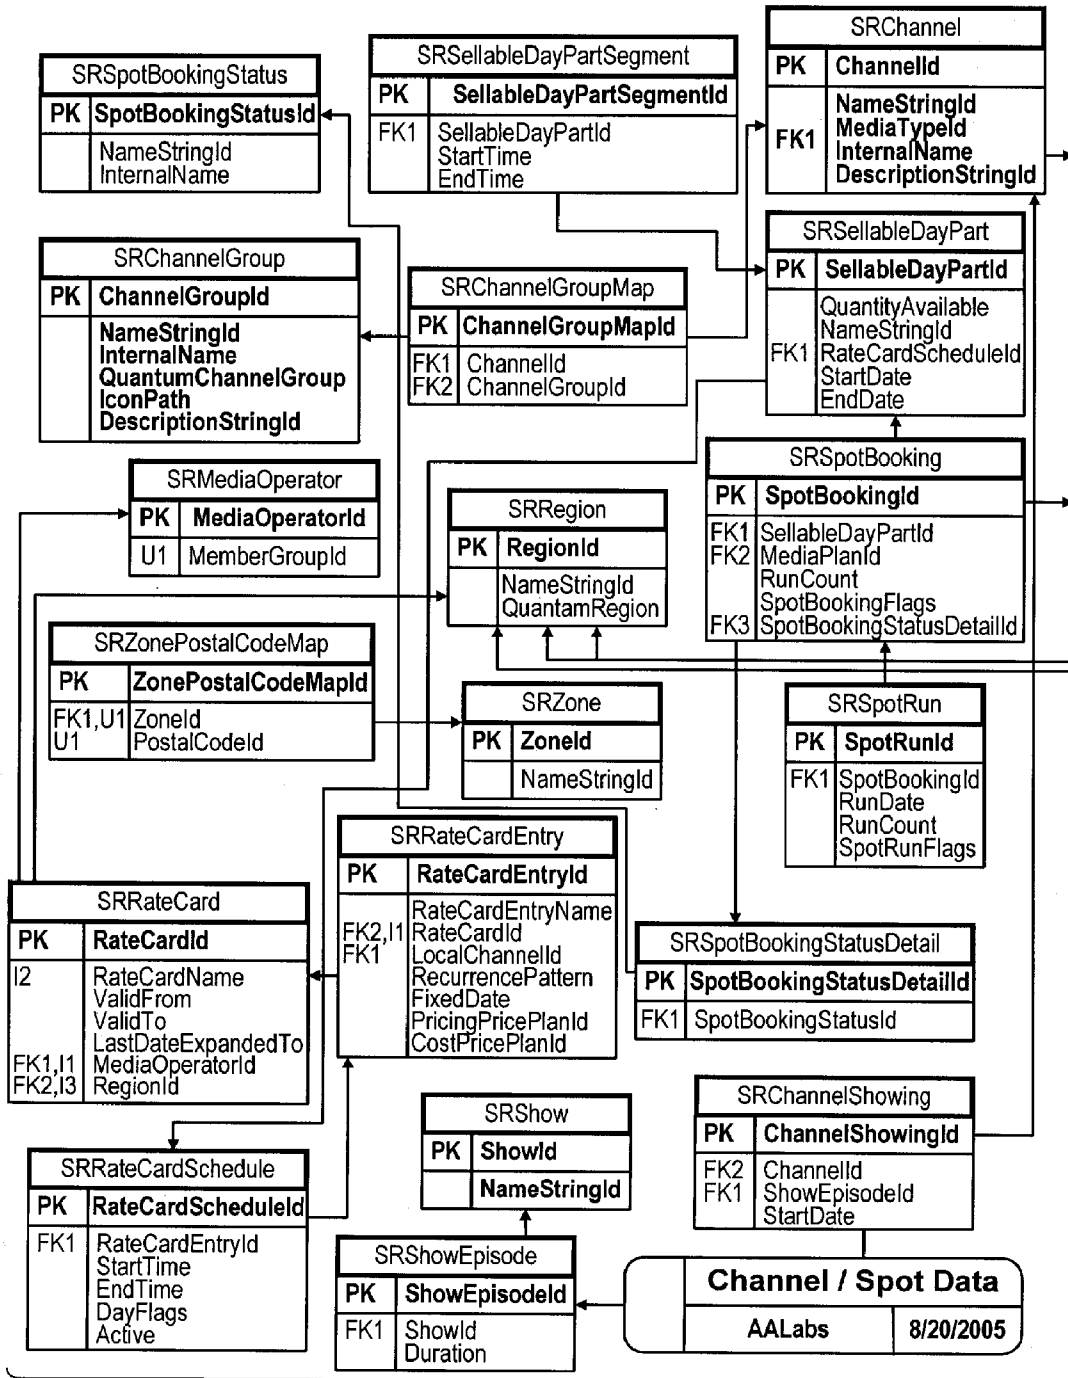 SRSpotBookingStatus
PK SpotBookingStatusId
NameStringId
InternalName
SRSellableDayPartSegment
PK SellableDayPartSegmentId
FK1 SellableDayPartId
StartTime
EndTime
SRChannel
PK ChannelId
NameStringId
FK1 MediaTypeId
InternalName
DescriptionStringId
SRChannelGroup
PK ChannelGroupId
NameStringId
InternalName
QuantumChannelGroup
IconPath
DescriptionStringId
SRChannelGroupMap
PK ChannelGroupMapId
FK1 ChannelId
FK2 ChannelGroupId
SRSellableDayPart
PK SellableDayPartId
QuantityAvailable
NameStringId
FK1 RateCardScheduleId
StartDate
EndDate
SRMediaOperator
PK MediaOperatorId
U1 MemberGroupId
SRRegion
PK RegionId
NameStringId
QuantamRegion
SRSpotBooking
PK SpotBookingId
FK1 SellableDayPartId
FK2 MediaPlanId
RunCount
SpotBookingFlags
FK3 SpotBookingStatusDetailId
SRZonePostalCodeMap
PK ZonePostalCodeMapId
FK1,U1 ZoneId
U1 PostalCodeId
SRZone
PK ZoneId
NameStringId
SRSpotRun
PK SpotRunId
FK1 SpotBookingId
RunDate
RunCount
SpotRunFlags
SRRateCard
PK RateCardId
I2 RateCardName
ValidFrom
ValidTo
LastDateExpandedTo
FK1,I1 MediaOperatorId
FK2,I3 RegionId
SRRateCardEntry
PK RateCardEntryId
RateCardEntryName
FK2,I1 RateCardId
FK1 LocalChannelId
RecurrencePattern
FixedDate
PricingPricePlanId
CostPricePlanId
SRSpotBookingStatusDetail
PK SpotBookingStatusDetailId
FK1 SpotBookingStatusId
SRRateCardSchedule
PK RateCardScheduleId
FK1 RateCardEntryId
StartTime
EndTime
DayFlags
Active
SRShow
PK ShowId
NameStringId
SRChannelShowing
PK ChannelShowingId
FK2 ChannelId
FK1 ShowEpisodeId
StartDate
SRShowEpisode
PK ShowEpisodeId
FK1 ShowId
Duration
Channel / Spot Data
AALabs 8/20/2005